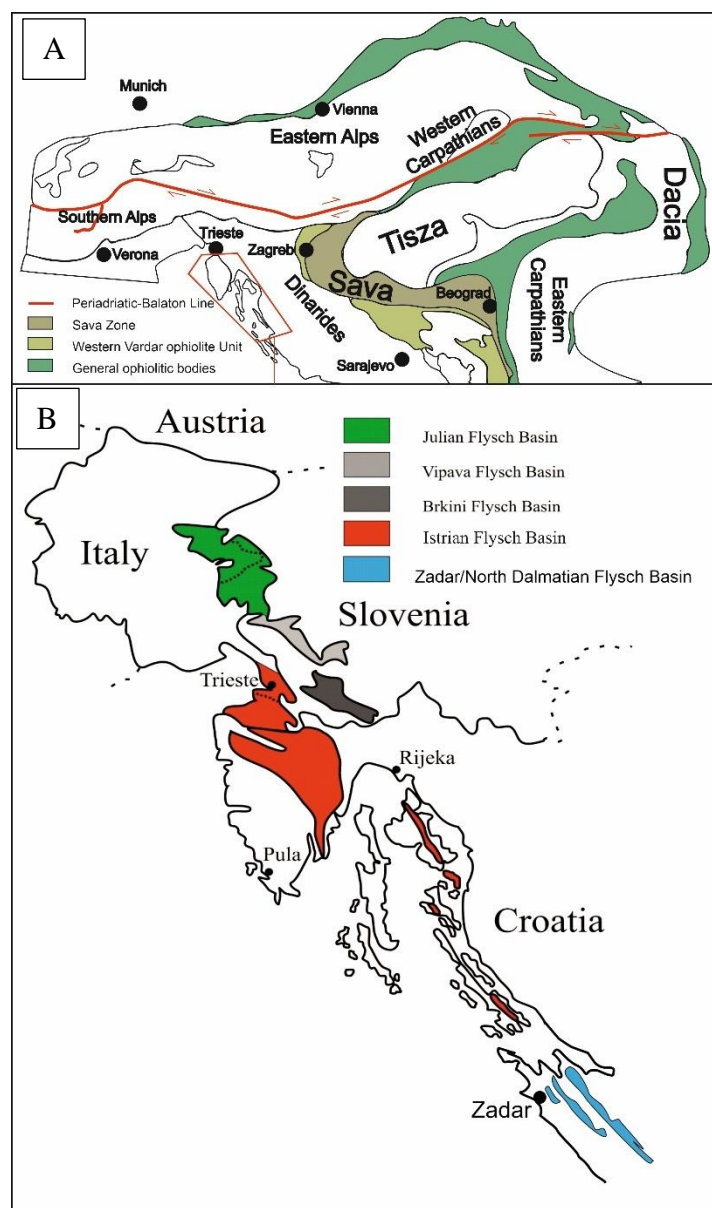 A
Munich
Vienna
Eastern Alps
Western
Carpathians
Dacia
Southern Alps
Trieste
Verona
Zagreb
Tisza
Sava
Beograd
Dinarides
Eastern
Carpathians
Sarajevo
Periadriatic-Balaton Line
Sava Zone
Western Vardar ophiolite Unit
General ophiolitic bodies
B
Austria
Julian Flysch Basin
Vipava Flysch Basin
Brkini Flysch Basin
Istrian Flysch Basin
Zadar/North Dalmatian Flysch Basin
Italy
Slovenia
Trieste
Rijeka
Pula
Croatia
Zadar